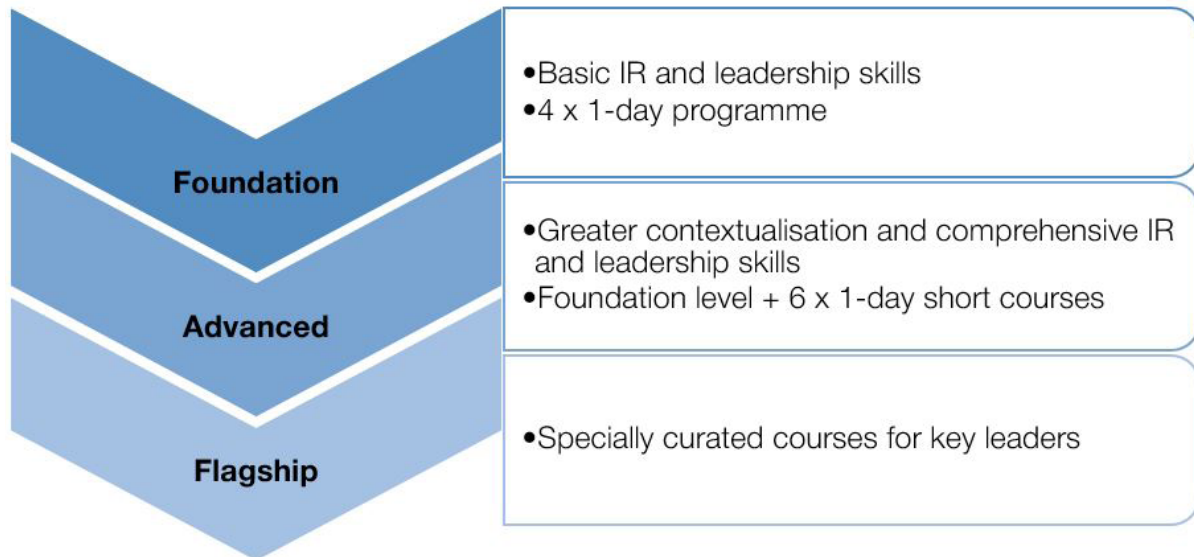 Foundation
•Basic IR and leadership skills
•4 x 1-day programme
Advanced
•Greater contextualisation and comprehensive IR
and leadership skills
•Foundation level + 6 x 1-day short courses
Flagship
•Specially curated courses for key leaders